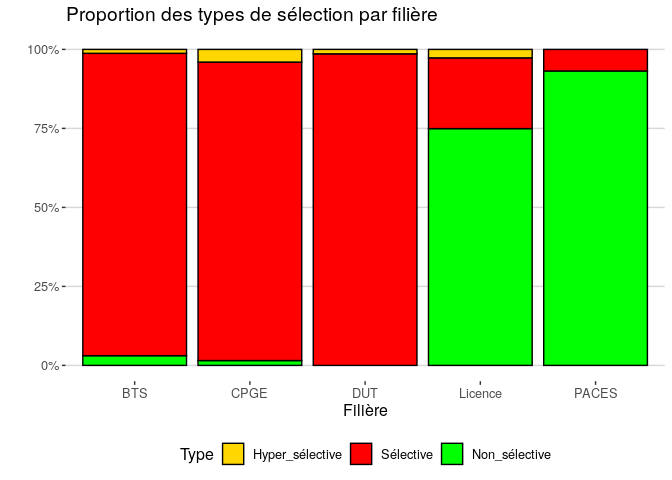 Proportion des types de sélection par filière
100%
75%
50%
25%
0%
BTS CPGE DUT Licence PACES
Filière
Type Hyper_sélective Sélective Non_sélective